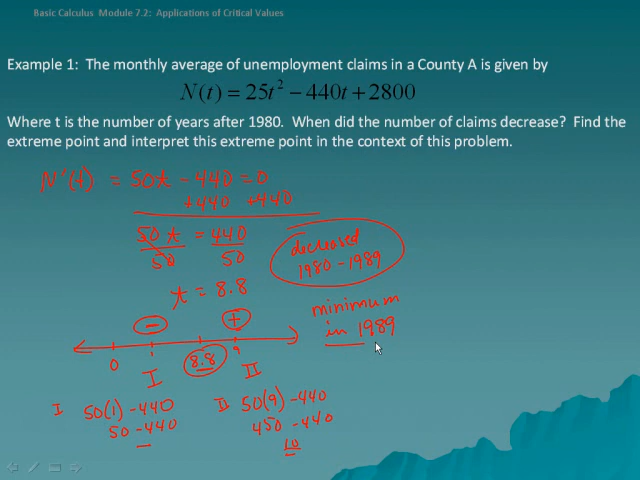 Basic Calculus Module 7.2: Applications of Critical Values
Example 1: The monthly average of unemployment claims in a County A is given by
N(t) = 25t² − 440t + 2800
Where t is the number of years after 1980. When did the number of claims decrease? Find the
extreme point and interpret this extreme point in the context of this problem.
N'(t) = 50t − 440 = 0
+440 +440
50t = 440
50 50
decreased
1980 - 1989
t = 8.8
minimum
in 1989
− +
0 1 8.8 9
I II
I 50(1) - 440
50 - 440
−
II 50(9) - 440
450 - 440
10